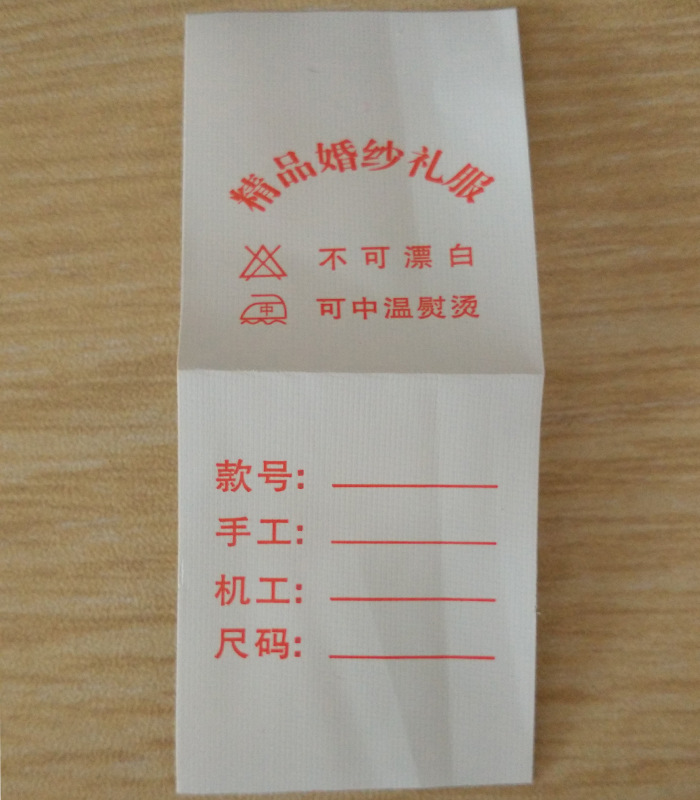 精品婚纱礼服
不可漂白
中 可中温熨烫
款号:
手工:
机工:
尺码: